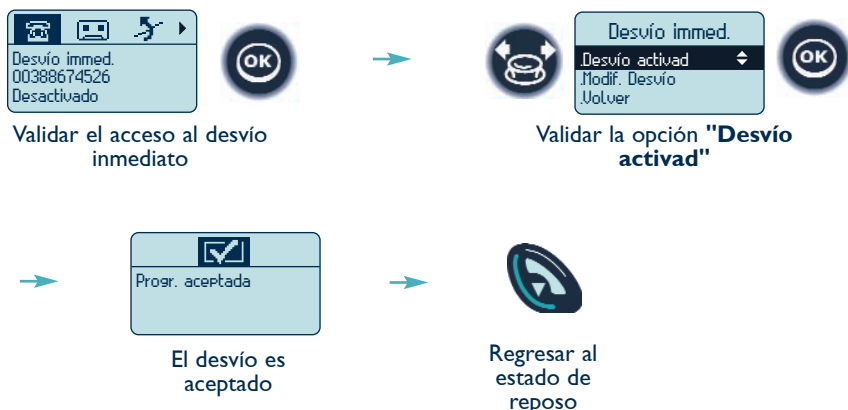 Desvío immed.
00388674526
Desactivado
OK
Validar el acceso al desvío
inmediato
Desvío immed.
.Desvío activad
.Modif. Desvío
.Volver
OK
Validar la opción "Desvío
activad"
Progr. aceptada
El desvío es
aceptado
Regresar al
estado de
reposo